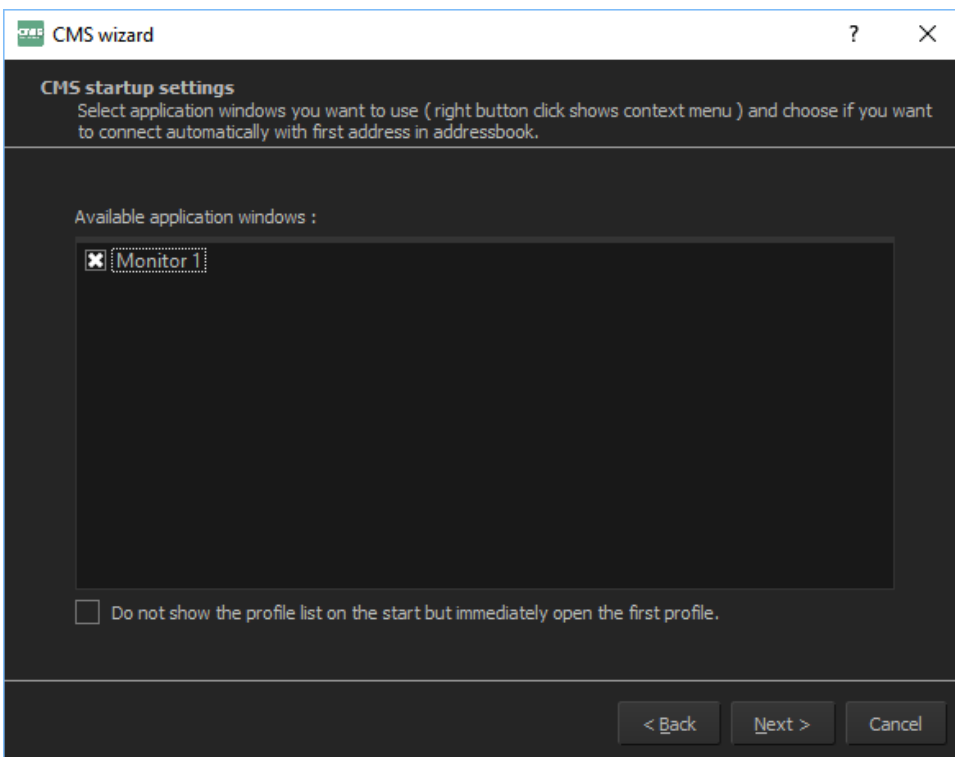 CMS wizard
?
CMS startup settings
Select application windows you want to use ( right button click shows context menu ) and choose if you want
to connect automatically with first address in addressbook.
Available application windows :
Monitor 1
Do not show the profile list on the start but immediately open the first profile.
< Back
Next >
Cancel